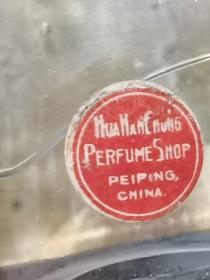 HUA HAN CHUNG
PERFUME SHOP
PEIPING,
CHINA.